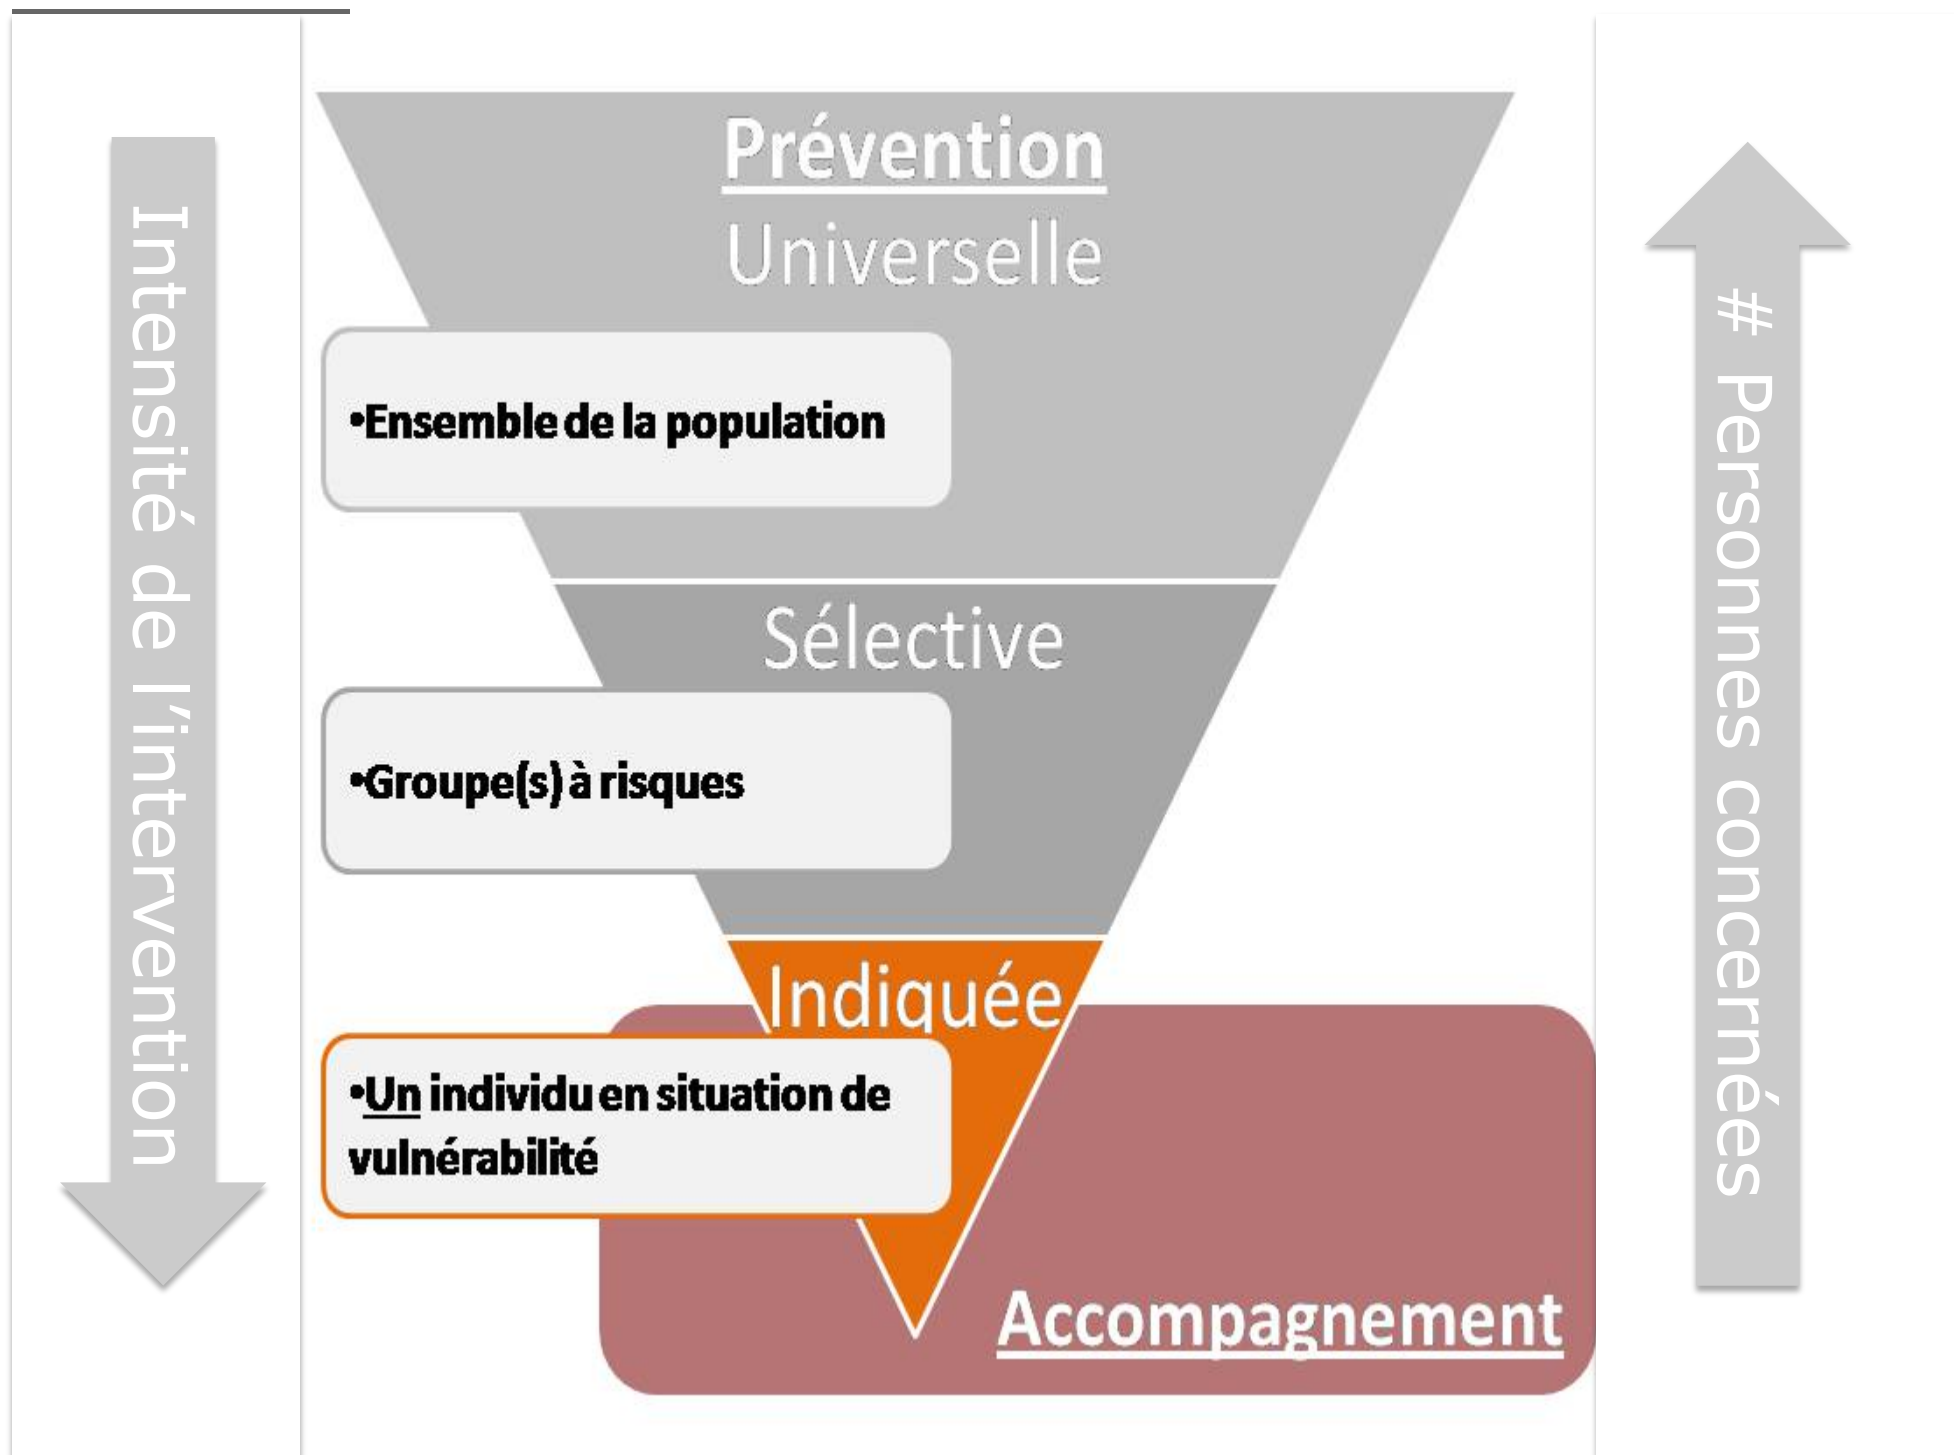 Intensité de l’intervention
Prévention
Universelle
•Ensemble de la population
Sélective
•Groupe(s) à risques
Indiquée
•Un individu en situation de
vulnérabilité
Accompagnement
# Personnes concernées